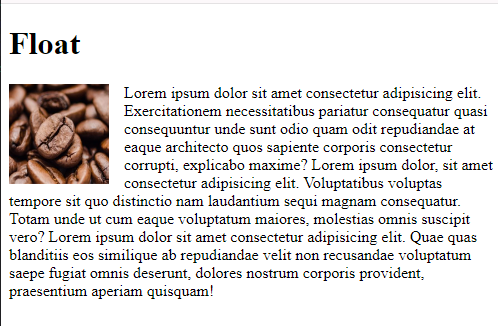 Float
Lorem ipsum dolor sit amet consectetur adipisicing elit.
Exercitationem necessitatibus pariatur consequatur quasi
consequuntur unde sunt odio quam odit repudiandae at
eaque architecto quos sapiente corporis consectetur
corrupti, explicabo maxime? Lorem ipsum dolor, sit amet
consectetur adipisicing elit. Voluptatibus voluptas
tempore sit quo distinctio nam laudantium sequi magnam consequatur.
Totam unde ut cum eaque voluptatum maiores, molestias omnis suscipit
vero? Lorem ipsum dolor sit amet consectetur adipisicing elit. Quae quas
blanditiis eos similique ab repudiandae velit non recusandae voluptatum
saepe fugiat omnis deserunt, dolores nostrum corporis provident,
praesentium aperiam quisquam!